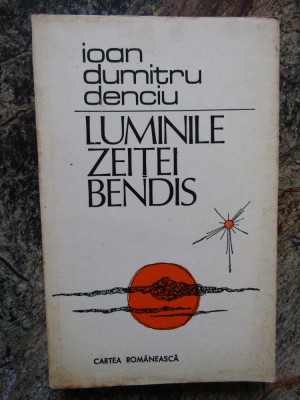 ioan
dumitru
denciu
LUMINILE
ZEIȚEI
BENDIS
CARTEA ROMÂNEASCĂ